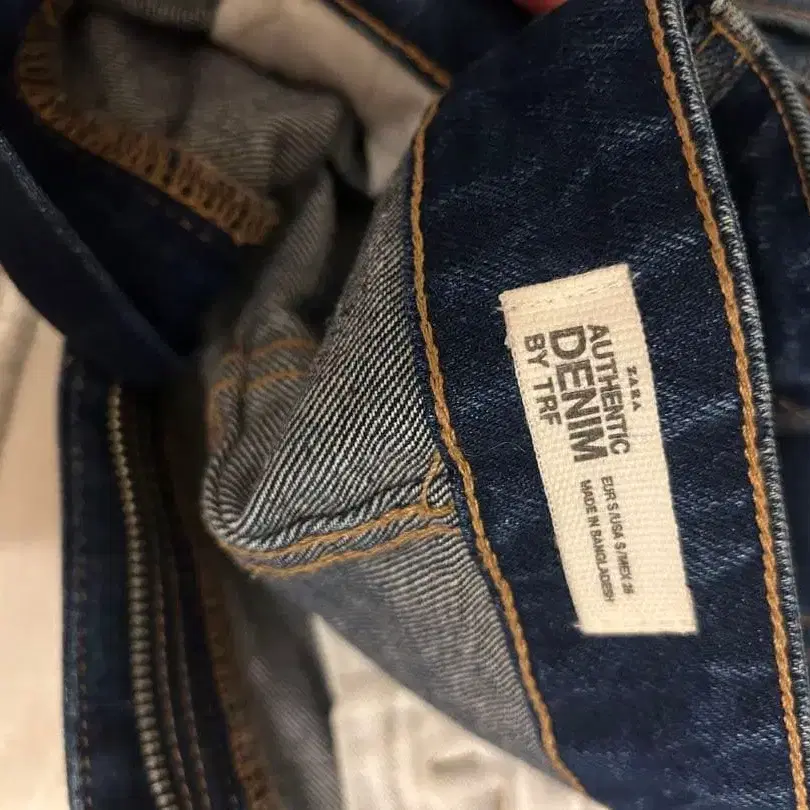 ZARA
AUTHENTIC
DENIM
BY TRF
EUR S/USA S/MEX 26
MADE IN BANGLADESH